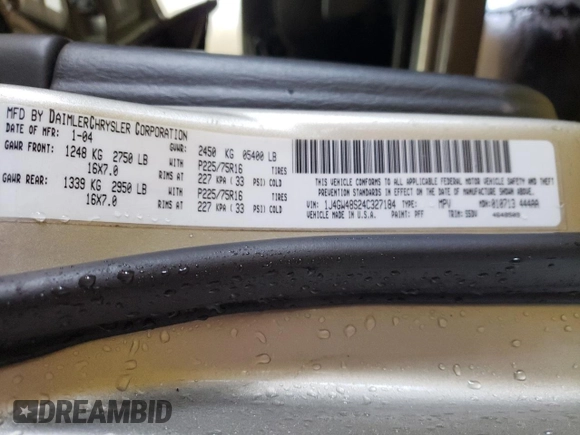 MFD BY DAIMLERCHRYSLER CORPORATION
DATE OF MFR: 1-04 GVWR: 2450 KG 05400 LB
GAWR FRONT: 1248 KG 2750 LB WITH P225/75R16 TIRES
16X7.0 RIMS AT 227 KPA ( 33 PSI) COLD
GAWR REAR: 1339 KG 2950 LB WITH P225/75R16 TIRES
16X7.0 RIMS AT 227 KPA ( 33 PSI) COLD
THIS VEHICLE CONFORMS TO ALL APPLICABLE FEDERAL MOTOR VEHICLE SAFETY AND THEFT
PREVENTION STANDARDS IN EFFECT ON THE DATE OF MANUFACTURE SHOWN ABOVE
VIN: 1J4GW48S24C327184 TYPE: MPV MDH: 010713 444AA
VEHICLE MADE IN U.S.A. PAINT: PFF TRIM:
DREAMBID